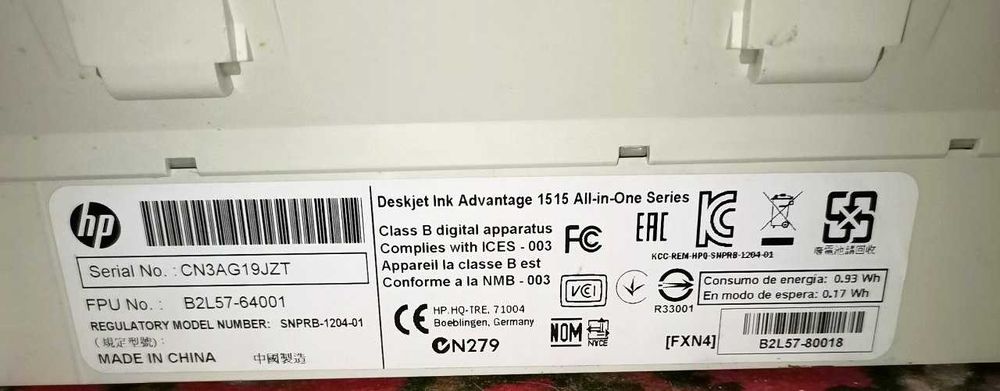 hp
Serial No. : CN3AG19JZT
FPU No. : B2L57-64001
REGULATORY MODEL NUMBER: SNPRB-1204-01
(規定型號) :
MADE IN CHINA 中國製造
Deskjet Ink Advantage 1515 All-in-One Series
Class B digital apparatus
Complies with ICES - 003
Appareil la classe B est
Conforme a la NMB - 003
FC
EAC
KC
KCC-REM-HPQ-SNPRB-1204-01
廢電池請回收
CE
HP, HQ-TRE, 71004
Boeblingen, Germany
N279
VCI
R33001
NOM
NYCE
Consumo de energía: 0.93 Wh
En modo de espera: 0.17 Wh
[FXN4]
B2L57-80018